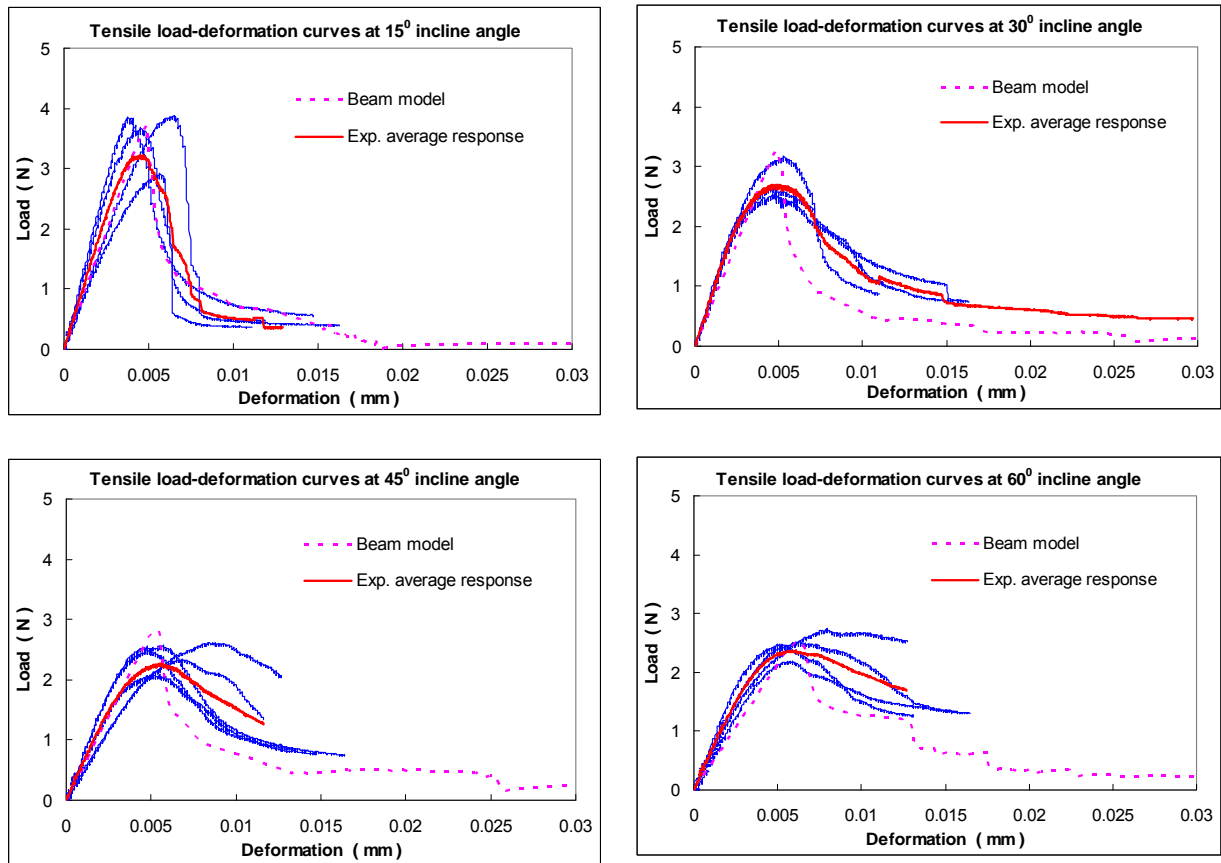 Tensile load-deformation curves at 15⁰ incline angle
5
4
3
2
1
0
Load ( N )
Beam model
Exp. average response
0 0.005 0.01 0.015 0.02 0.025 0.03
Deformation ( mm )
Tensile load-deformation curves at 30⁰ incline angle
5
4
3
2
1
0
Load ( N )
Beam model
Exp. average response
0 0.005 0.01 0.015 0.02 0.025 0.03
Deformation ( mm )
Tensile load-deformation curves at 45⁰ incline angle
5
4
3
2
1
0
Load ( N )
Beam model
Exp. average response
0 0.005 0.01 0.015 0.02 0.025 0.03
Deformation ( mm )
Tensile load-deformation curves at 60⁰ incline angle
5
4
3
2
1
0
Load ( N )
Beam model
Exp. average response
0 0.005 0.01 0.015 0.02 0.025 0.03
Deformation ( mm )